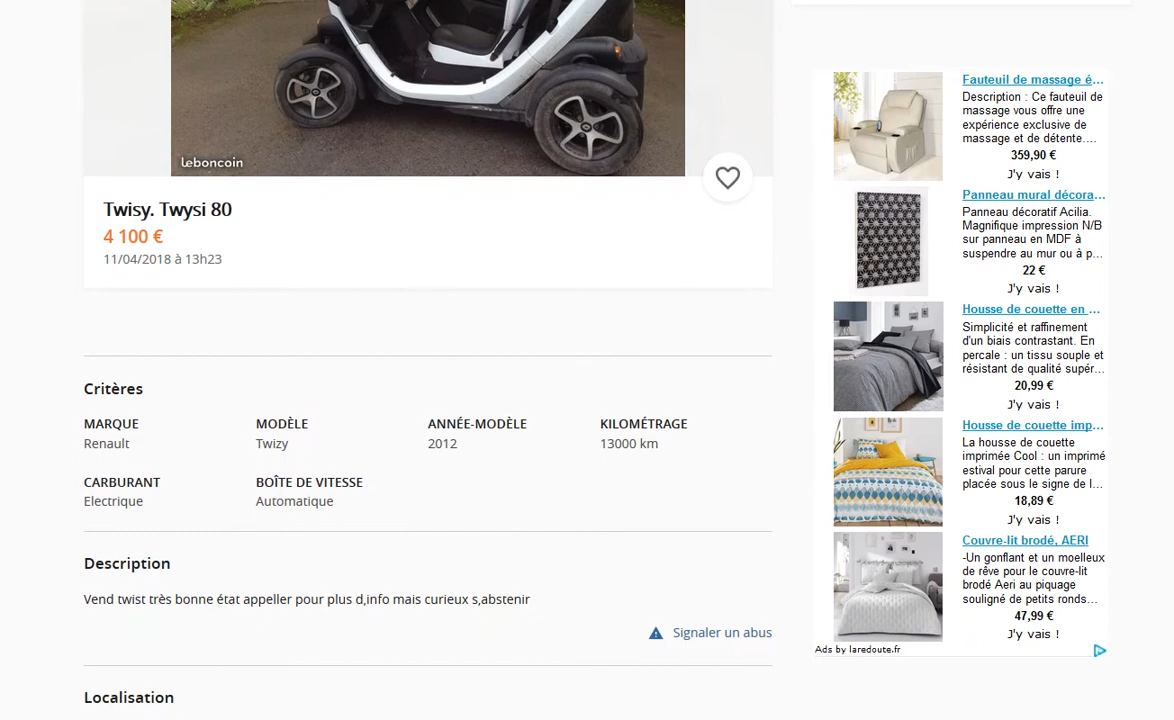 leboncoin
Twisy. Twysi 80
4 100 €
11/04/2018 à 13h23
Critères
MARQUE
Renault
MODÈLE
Twizy
ANNÉE-MODÈLE
2012
KILOMÉTRAGE
13000 km
CARBURANT
Electrique
BOÎTE DE VITESSE
Automatique
Description
Vend twist très bonne état appeller pour plus d,info mais curieux s,abstenir
Signaler un abus
Localisation
Fauteuil de massage é...
Description : Ce fauteuil de
massage vous offre une
expérience exclusive de
massage et de détente....
359,90 €
J'y vais !
Panneau mural décora...
Panneau décoratif Acilia.
Magnifique impression N/B
sur panneau en MDF à
suspendre au mur ou à p...
22 €
J'y vais !
Housse de couette en ...
Simplicité et raffinement
d'un biais contrastant. En
percale : un tissu souple et
résistant de qualité supér...
20,99 €
J'y vais !
Housse de couette imp...
La housse de couette
imprimée Cool : un imprimé
estival pour cette parure
placée sous le signe de l...
18,89 €
J'y vais !
Couvre-lit brodé, AERI
-Un gonflant et un moelleux
de rêve pour le couvre-lit
brodé Aeri au piquage
souligné de petits ronds...
47,99 €
J'y vais !
Ads by laredoute.fr